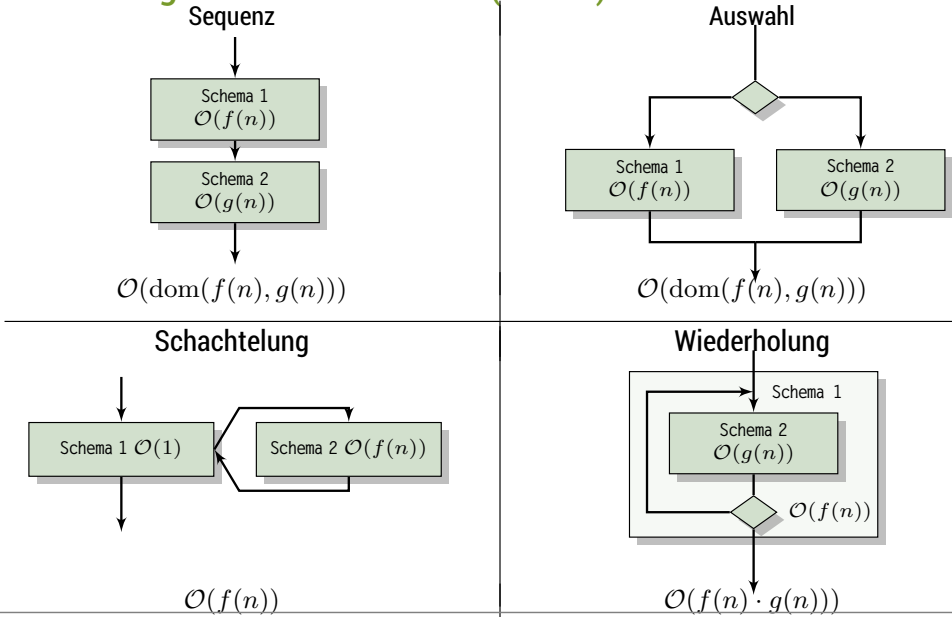 Sequenz
Schema 1
𝒪(f(n))
Schema 2
𝒪(g(n))
𝒪(dom(f(n), g(n)))
Auswahl
Schema 1
𝒪(f(n))
Schema 2
𝒪(g(n))
𝒪(dom(f(n), g(n)))
Schachtelung
Schema 1 𝒪(1)
Schema 2 𝒪(f(n))
𝒪(f(n))
Wiederholung
Schema 1
Schema 2
𝒪(g(n))
𝒪(f(n))
𝒪(f(n) · g(n)))